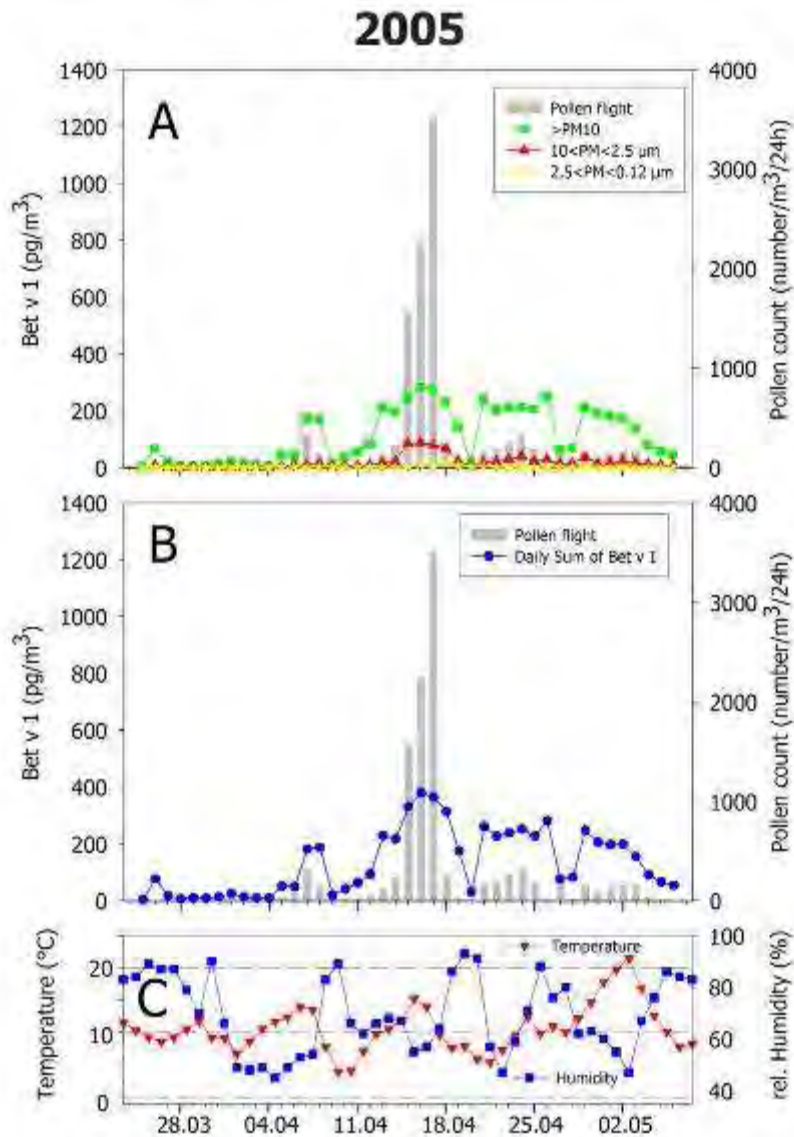 2005
A
Bet v 1 (pg/m³)
1400
1200
1000
800
600
400
200
0
Pollen flight
>PM10
10<PM<2.5 µm
2.5<PM<0.12 µm
4000
3000
2000
1000
0
Pollen count (number/m³/24h)
B
Bet v 1 (pg/m³)
1400
1200
1000
800
600
400
200
0
Pollen flight
Daily Sum of Bet v 1
4000
3000
2000
1000
0
Pollen count (number/m³/24h)
C
Temperature (°C)
20
10
0
Temperature
Humidity
100
80
60
40
rel. Humidity (%)
28.03 04.04 11.04 18.04 25.04 02.05